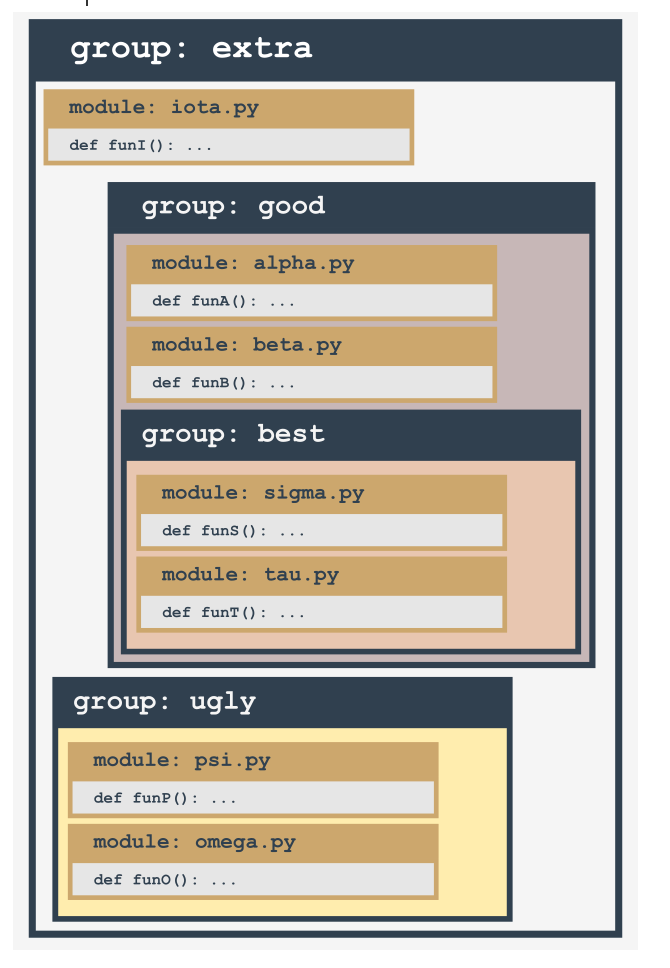 group: extra
module: iota.py
def funI(): ...
group: good
module: alpha.py
def funA(): ...
module: beta.py
def funB(): ...
group: best
module: sigma.py
def funS(): ...
module: tau.py
def funT(): ...
group: ugly
module: psi.py
def funP(): ...
module: omega.py
def funO(): ...